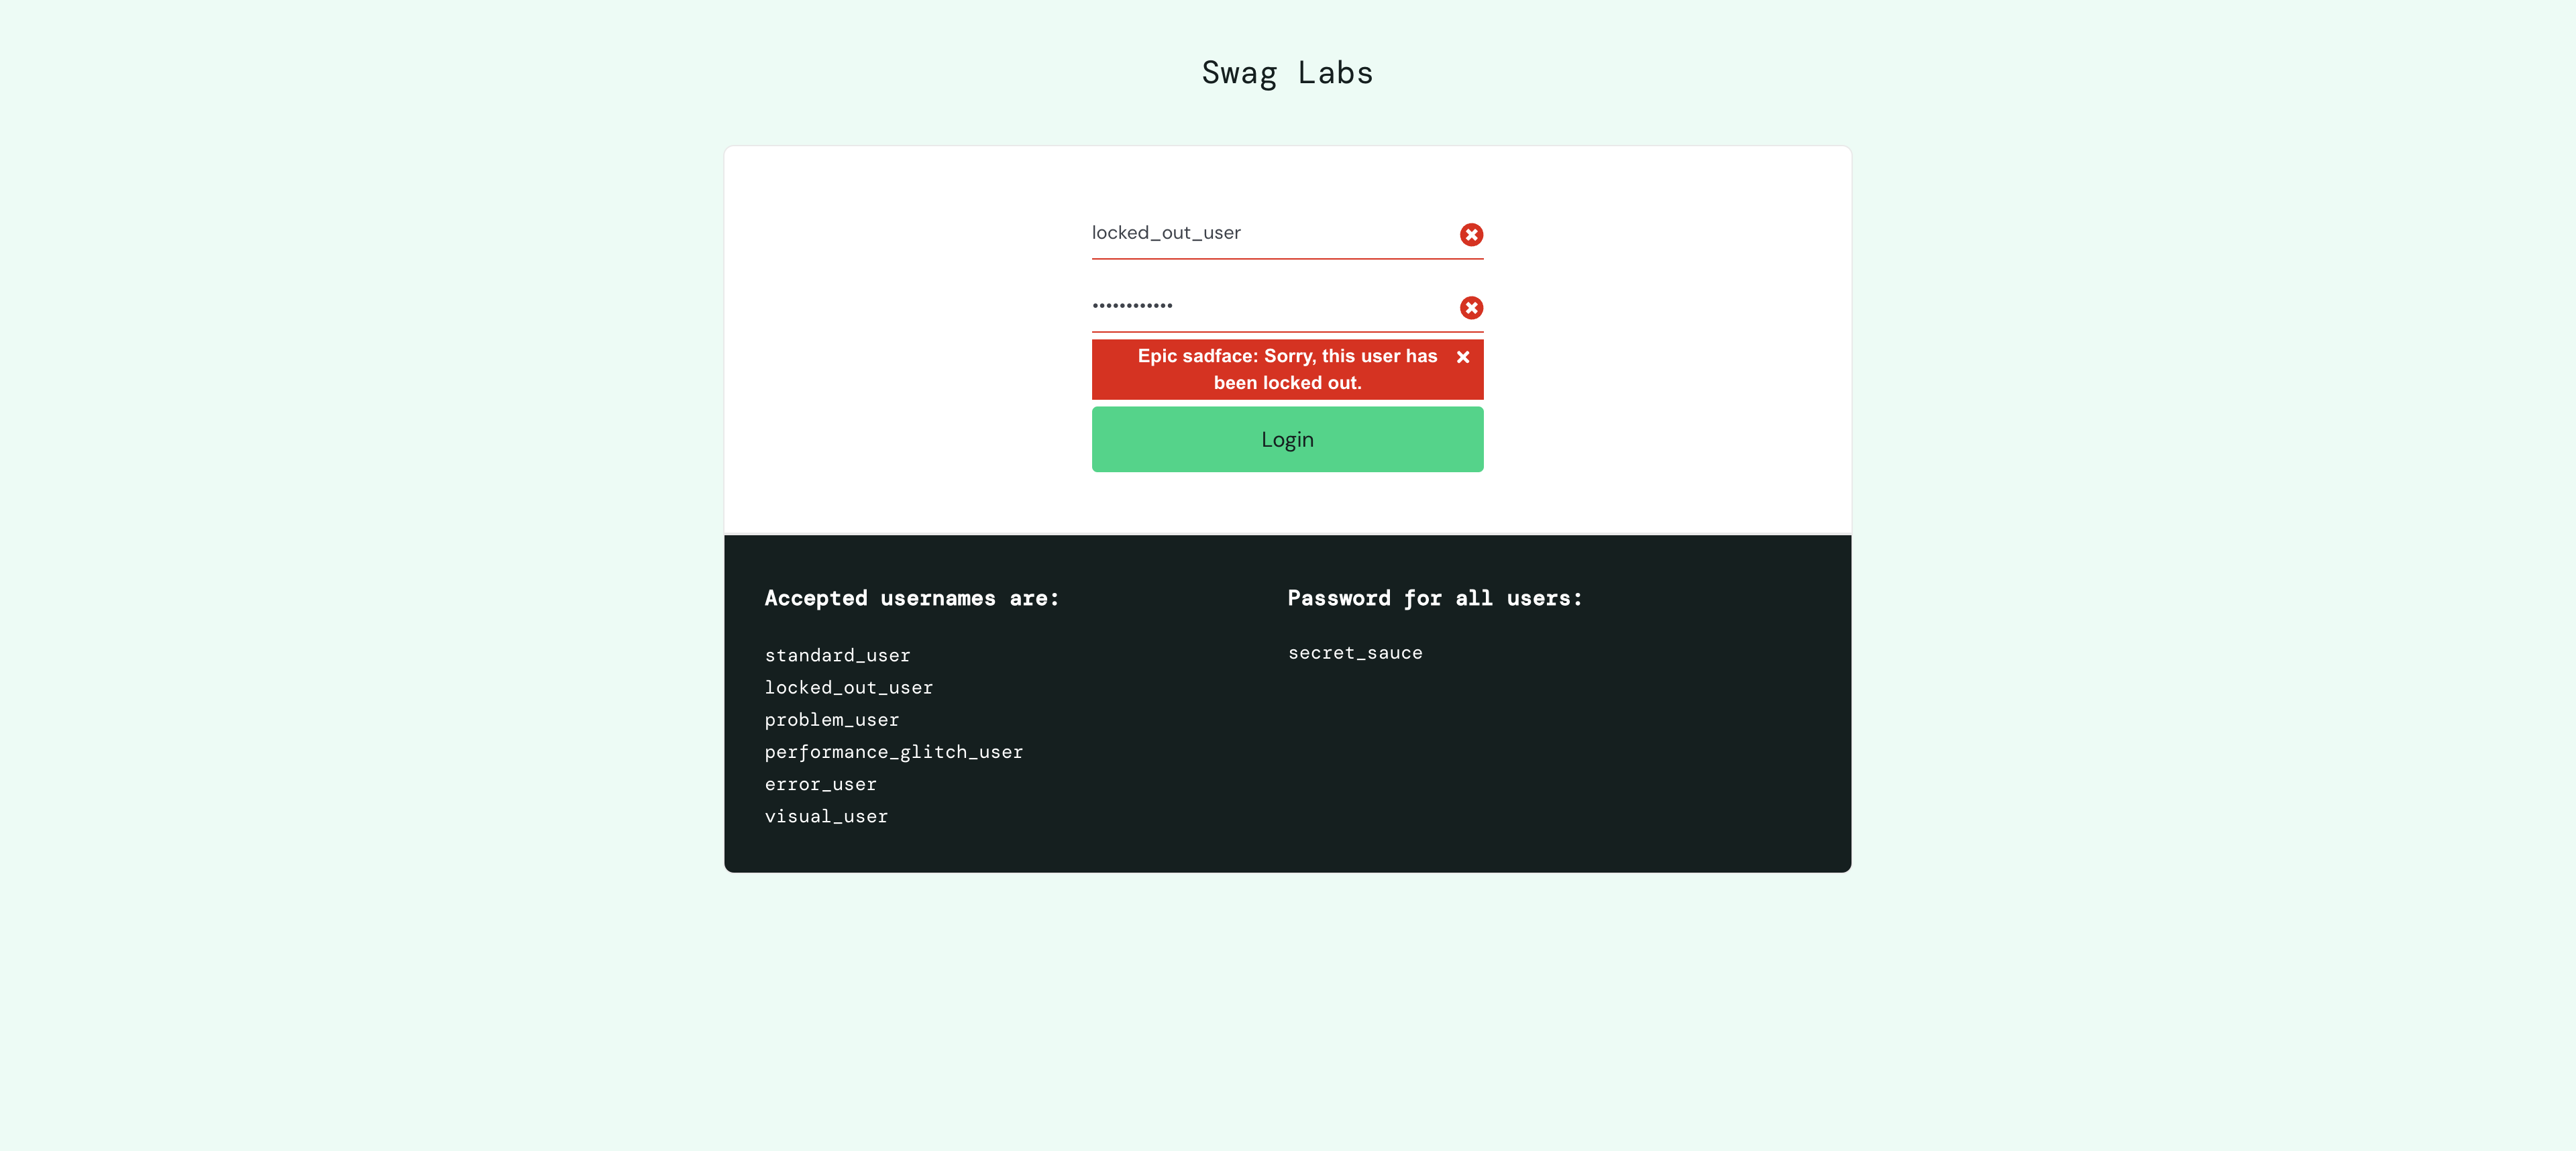 Swag Labs
locked_out_user
••••••••••••
Epic sadface: Sorry, this user has
been locked out.
Login
Accepted usernames are:
standard_user
locked_out_user
problem_user
performance_glitch_user
error_user
visual_user
Password for all users:
secret_sauce